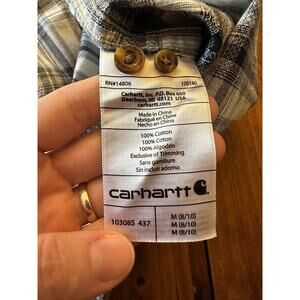 RN#14806 100140
Carhartt, Inc. P.O. Box 600
Dearborn, MI 48121 USA
carhartt.com
Made in China
Fabriqué en Chine
Hecho en China
100% Cotton
100% Coton
100% Algodón
Exclusive of Trimming
Sans garniture
Sin incluir adorno
carhartt
103085 437
M (8/10)
M (8/10)
M (8/10)